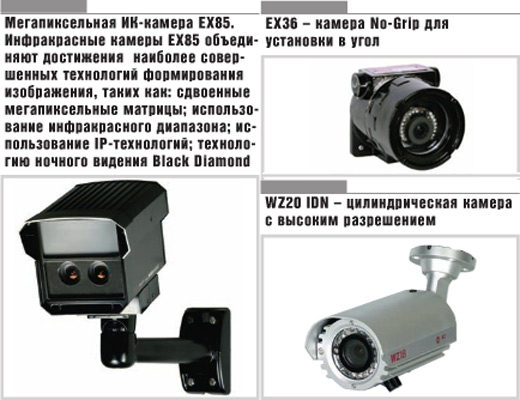 Мегапиксельная ИК-камера EX85.
Инфракрасные камеры EX85 объеди-
няют достижения наиболее совер-
шенных технологий формирования
изображения, таких как: сдвоенные
мегапиксельные матрицы; использо-
вание инфракрасного диапазона; ис-
пользование IP-технологий; техноло-
гию ночного видения Black Diamond
EX36 – камера No-Grip для
установки в угол
WZ20 IDN – цилиндрическая камера
с высоким разрешением
WZ18